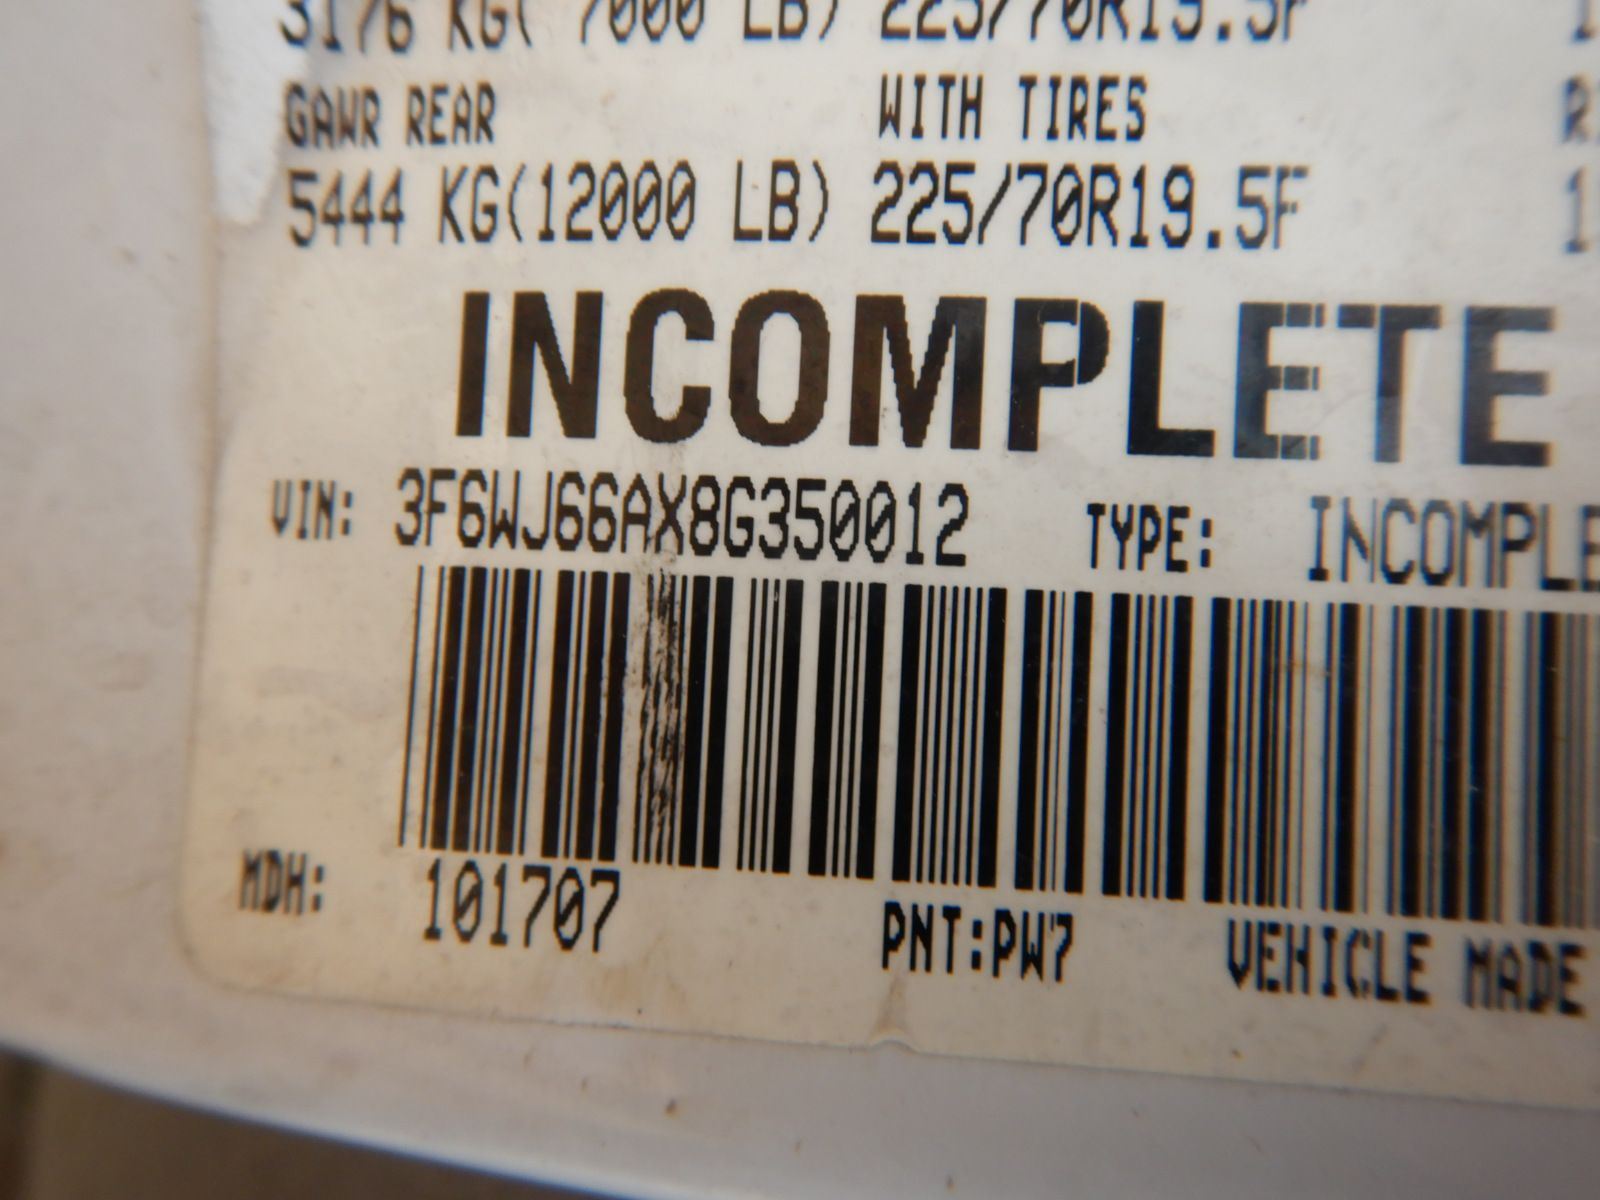 3176 KG( 7000 LB) 225/70R19.5F
GAWR REAR WITH TIRES
5444 KG(12000 LB) 225/70R19.5F
INCOMPLETE
VIN: 3F6WJ66AX8G350012 TYPE: INCOMPLE
MDH: 101707 PNT:PW7 VEHICLE MADE